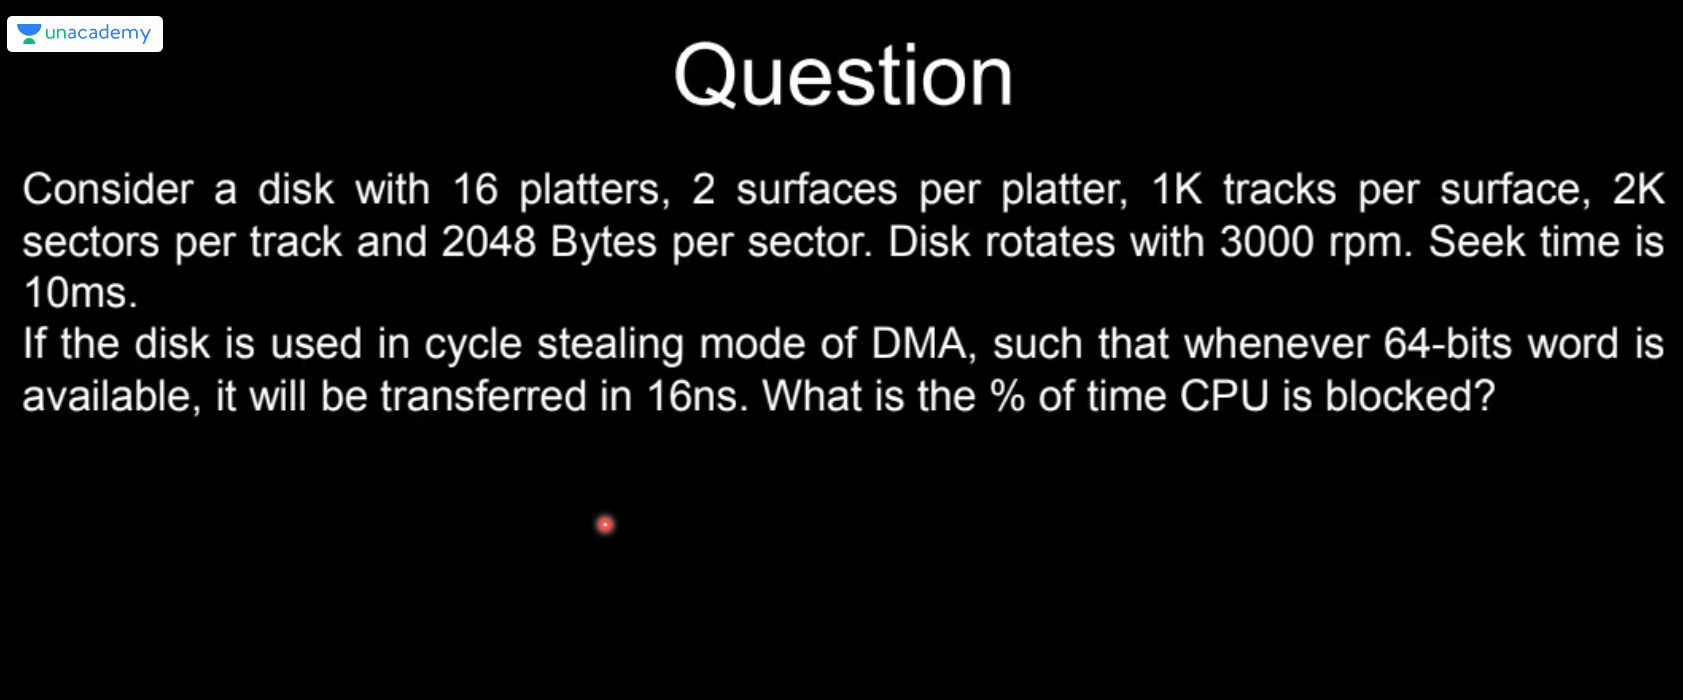 unacademy
Question
Consider a disk with 16 platters, 2 surfaces per platter, 1K tracks per surface, 2K
sectors per track and 2048 Bytes per sector. Disk rotates with 3000 rpm. Seek time is
10ms.
If the disk is used in cycle stealing mode of DMA, such that whenever 64-bits word is
available, it will be transferred in 16ns. What is the % of time CPU is blocked?